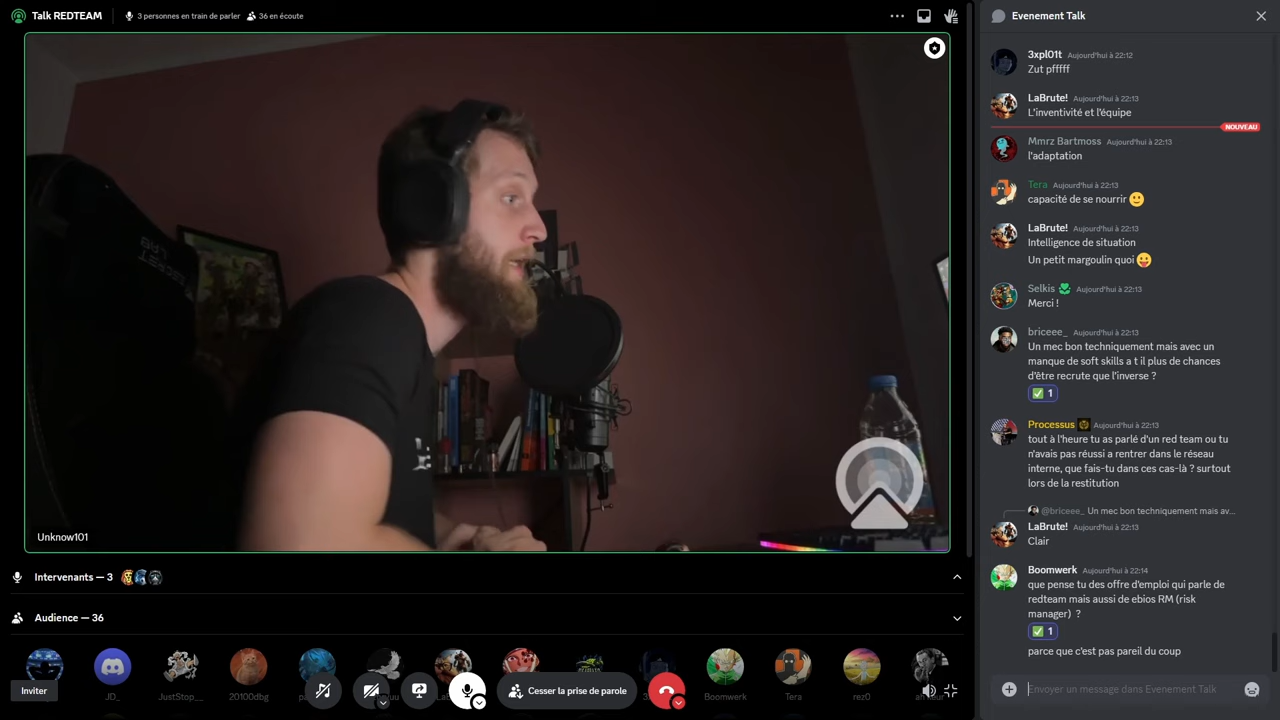 Talk REDTEAM
3 personnes en train de parler
36 en écoute
Unknow101
Intervenants — 3
Audience — 36
JD_
JustStop__
20100dbg
Boomwerk
Tera
rez0
Inviter
Cesser la prise de parole
Evenement Talk
3xpl01t Aujourd'hui à 22:12
Zut pfffff
LaBrute! Aujourd'hui à 22:13
L'inventivité et l'équipe
NOUVEAU
Mmrz Bartmoss Aujourd'hui à 22:13
l'adaptation
Tera Aujourd'hui à 22:13
capacité de se nourrir 🙂
LaBrute! Aujourd'hui à 22:13
Intelligence de situation
Un petit margoulin quoi 😛
Selkis Aujourd'hui à 22:13
Merci !
briceee_ Aujourd'hui à 22:13
Un mec bon techniquement mais avec un
manque de soft skills a t il plus de chances
d'être recrute que l'inverse ?
✅ 1
Processus Aujourd'hui à 22:13
tout à l'heure tu as parlé d'un red team ou tu
n'avais pas réussi a rentrer dans le réseau
interne, que fais-tu dans ces cas-là ? surtout
lors de la restitution
@briceee_ Un mec bon techniquement mais av...
LaBrute! Aujourd'hui à 22:13
Clair
Boomwerk Aujourd'hui à 22:14
que pense tu des offre d'emploi qui parle de
redteam mais aussi de ebios RM (risk
manager) ?
✅ 1
parce que c'est pas pareil du coup
Envoyer un message dans Evenement Talk